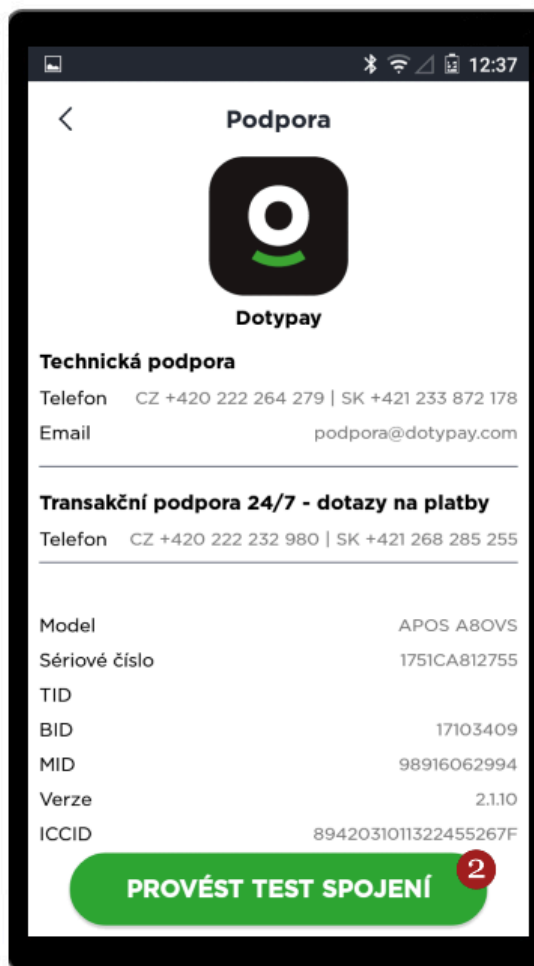 12:37
Podpora
Dotypay
Technická podpora
Telefon CZ +420 222 264 279 | SK +421 233 872 178
Email podpora@dotypay.com
Transakční podpora 24/7 - dotazy na platby
Telefon CZ +420 222 232 980 | SK +421 268 285 255
Model APOS A8OVS
Sériové číslo 1751CA812755
TID
BID 17103409
MID 98916062994
Verze 2.1.10
ICCID 8942031011322455267F
PROVÉST TEST SPOJENÍ 2